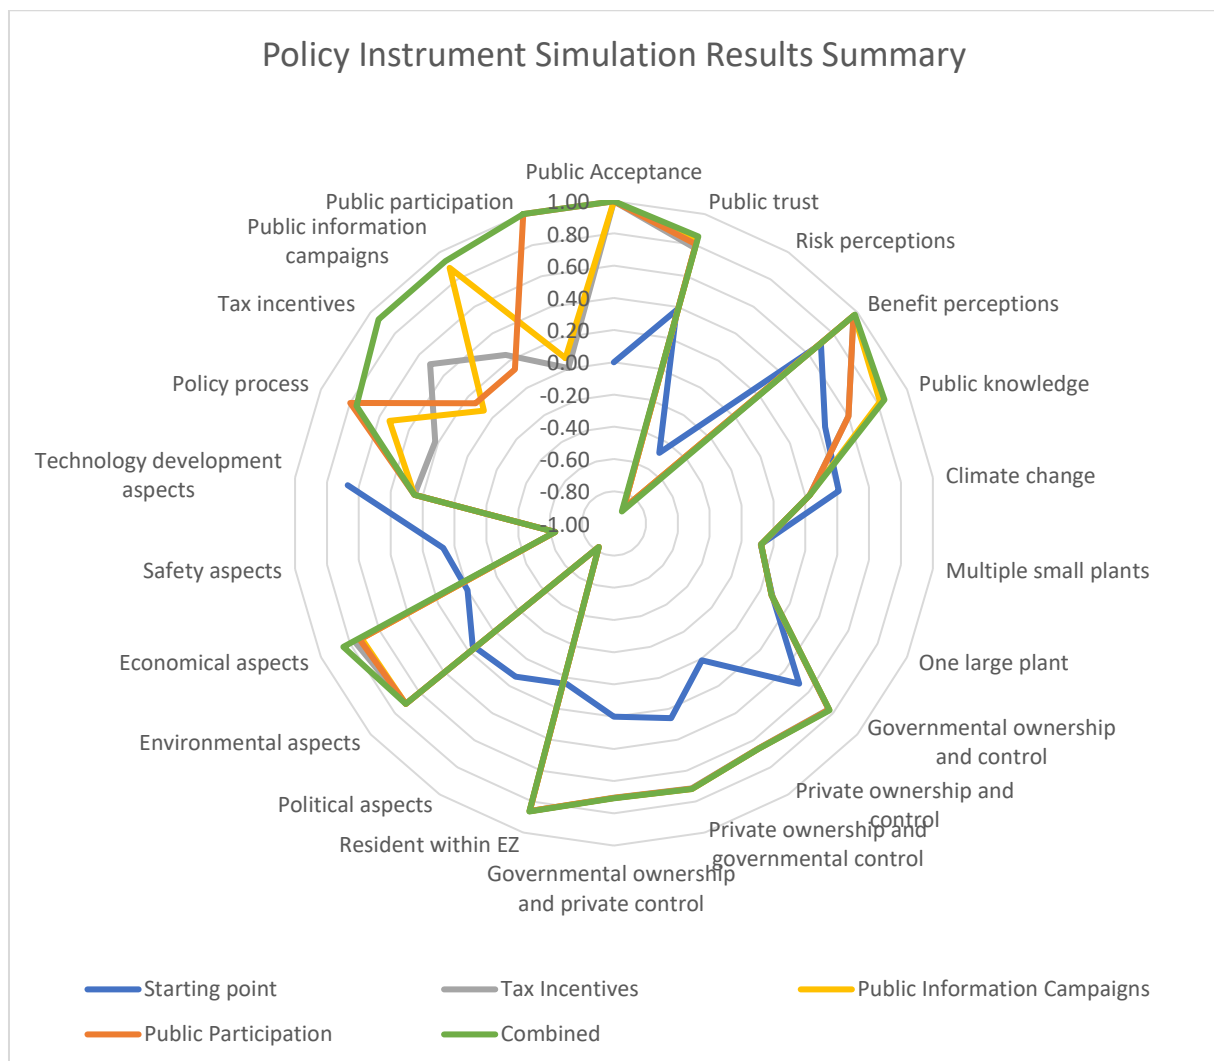 Policy Instrument Simulation Results Summary
Public Acceptance
Public trust
Risk perceptions
Benefit perceptions
Public knowledge
Climate change
Multiple small plants
One large plant
Governmental ownership
and control
Private ownership and
control
Private ownership and
governmental control
Governmental ownership
and private control
Resident within EZ
Political aspects
Environmental aspects
Economical aspects
Safety aspects
Technology development
aspects
Policy process
Tax incentives
Public information
campaigns
Public participation
1.00
0.80
0.60
0.40
0.20
0.00
-0.20
-0.40
-0.60
-0.80
-1.00
Starting point
Tax Incentives
Public Information Campaigns
Public Participation
Combined